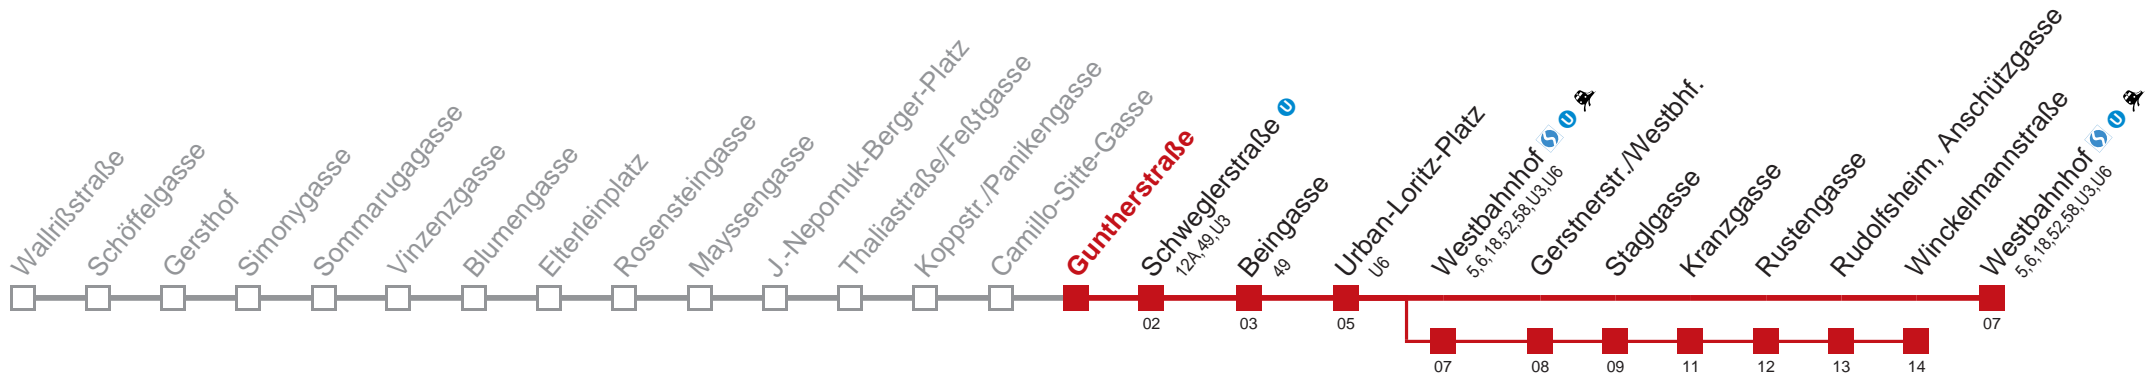 Wallrißstraße
Schöffelgasse
Gersthof
Simonygasse
Sommarugagasse
Vinzenzgasse
Blumengasse
Elterleinplatz
Rosensteingasse
Mayssengasse
J.-Nepomuk-Berger-Platz
Thaliastraße/Feßtgasse
Koppstr./Panikengasse
Camillo-Sitte-Gasse
Guntherstraße
Schweglerstraße U
12A,49,U3
Beingasse
49
Urban-Loritz-Platz
U6
Westbahnhof S U
5,6,18,52,58,U3,U6
Gerstnerstr./Westbhf.
Staglgasse
Kranzgasse
Rustengasse
Rudolfsheim, Anschützgasse
Winckelmannstraße
Westbahnhof S U
5,6,18,52,58,U3,U6
02
03
05
07
07
08
09
11
12
13
14